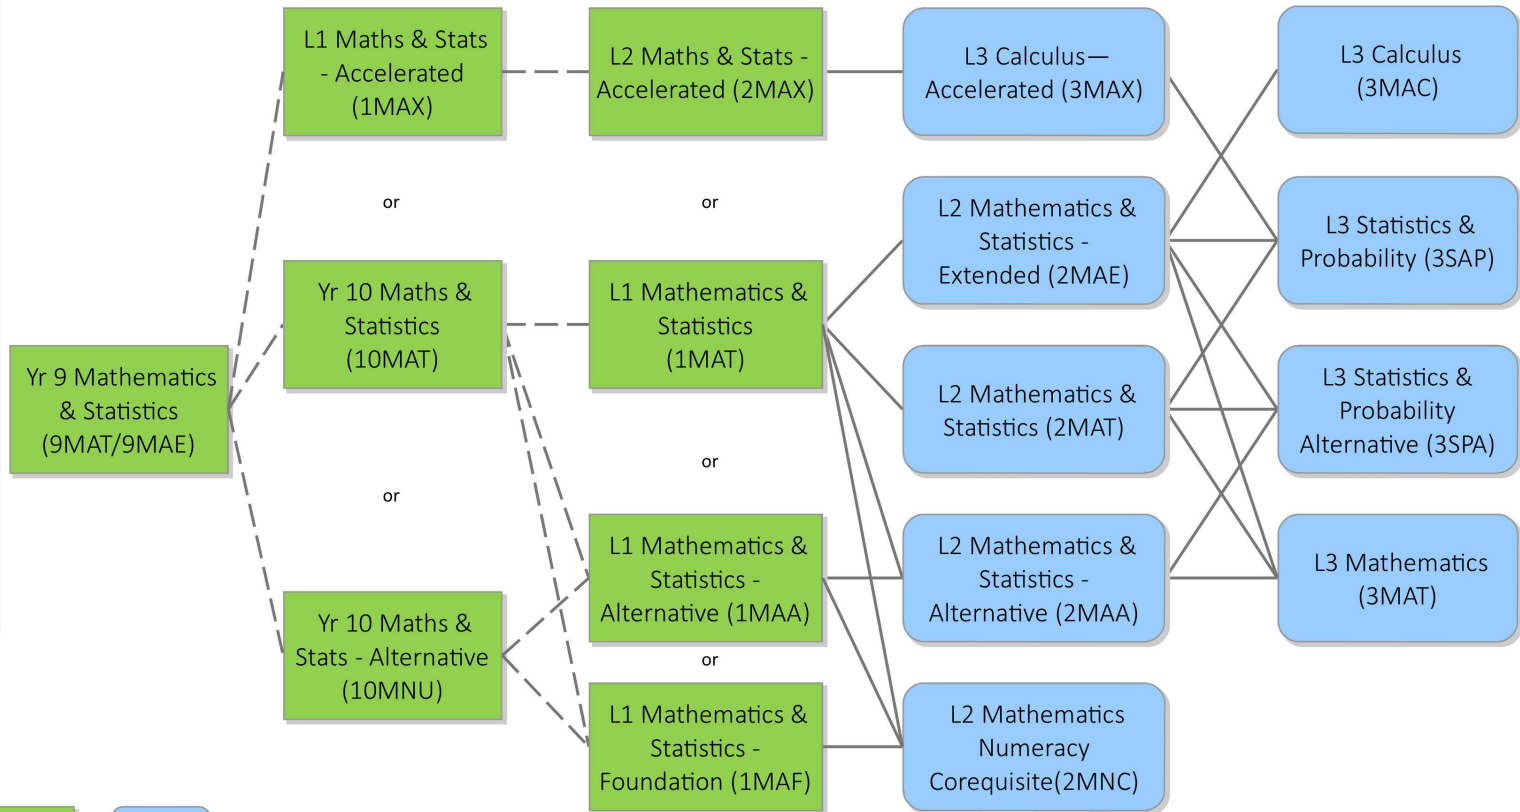 L1 Maths & Stats
- Accelerated
(1MAX)
L2 Maths & Stats -
Accelerated (2MAX)
L3 Calculus—
Accelerated (3MAX)
L3 Calculus
(3MAC)
or
or
L2 Mathematics &
Statistics -
Extended (2MAE)
L3 Statistics &
Probability (3SAP)
Yr 10 Maths &
Statistics
(10MAT)
L1 Mathematics &
Statistics
(1MAT)
Yr 9 Mathematics
& Statistics
(9MAT/9MAE)
L2 Mathematics &
Statistics (2MAT)
L3 Statistics &
Probability
Alternative (3SPA)
or
or
L1 Mathematics &
Statistics -
Alternative (1MAA)
L2 Mathematics &
Statistics -
Alternative (2MAA)
L3 Mathematics
(3MAT)
Yr 10 Maths &
Stats - Alternative
(10MNU)
or
L1 Mathematics &
Statistics -
Foundation (1MAF)
L2 Mathematics
Numeracy
Corequisite(2MNC)